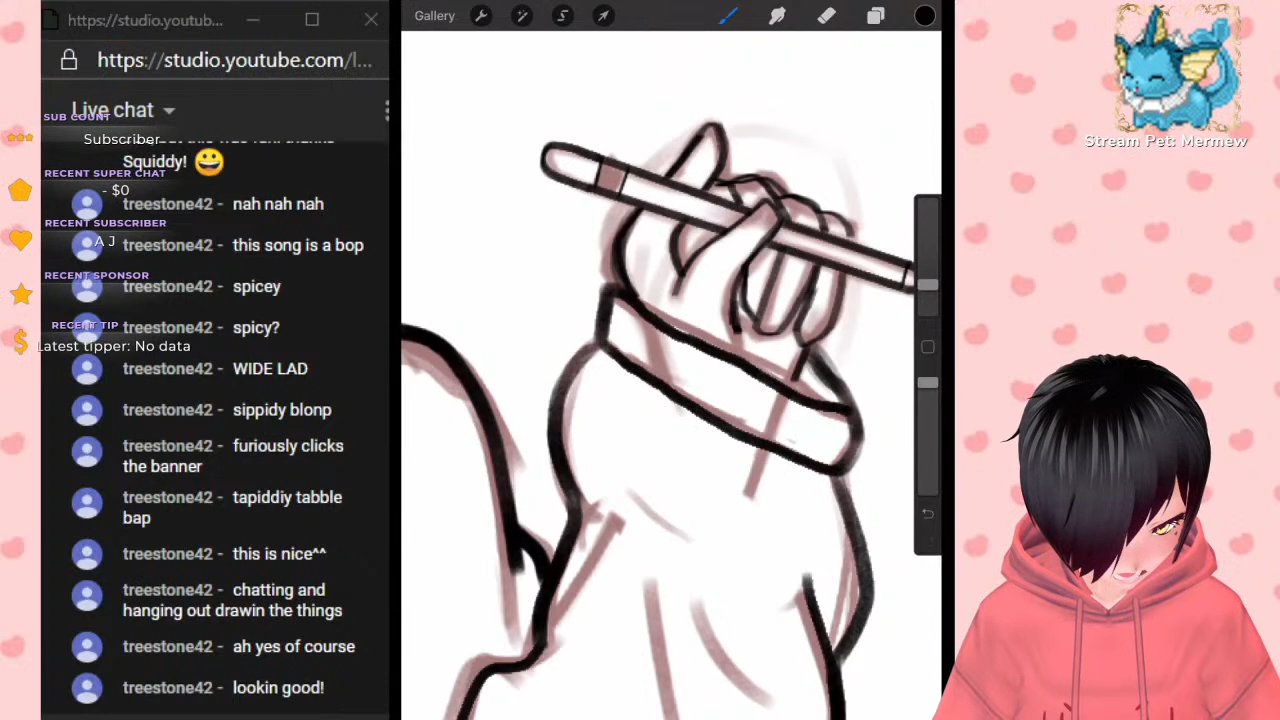 https://studio.youtub...
https://studio.youtube.com/l...
Live chat
SUB COUNT
Subscriber
Squiddy! 😀
RECENT SUPER CHAT
- $0
treestone42 - nah nah nah
RECENT SUBSCRIBER
A J
treestone42 - this song is a bop
RECENT SPONSOR
treestone42 - spicey
RECENT TIP
treestone42 - spicy?
Latest tipper: No data
treestone42 - WIDE LAD
treestone42 - sippidy blonp
treestone42 - furiously clicks
the banner
treestone42 - tapiddiy tabble
bap
treestone42 - this is nice^^
treestone42 - chatting and
hanging out drawin the things
treestone42 - ah yes of course
treestone42 - lookin good!
Gallery
Stream Pet: Mermew